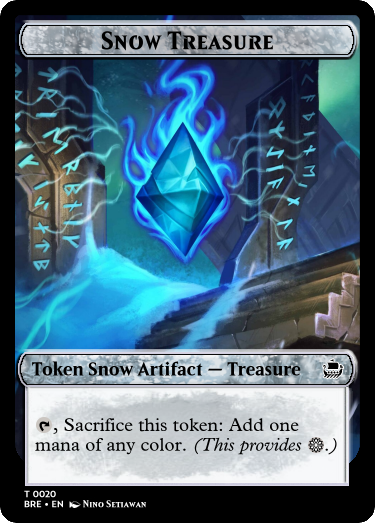 Snow Treasure
Token Snow Artifact — Treasure
, Sacrifice this token: Add one
mana of any color. (This provides .)
T 0020
BRE • EN Nino Setiawan